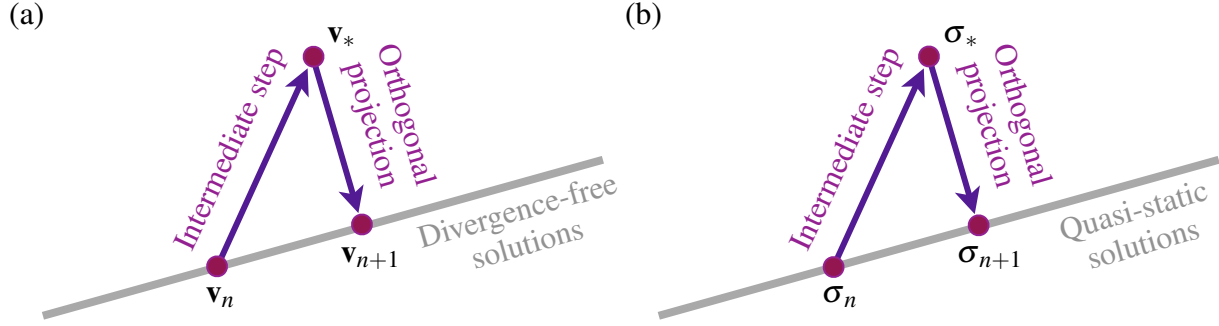 (a)
v*
Intermediate step
Orthogonal
projection
Divergence-free
solutions
vₙ
vₙ₊₁
(b)
σ*
Intermediate step
Orthogonal
projection
Quasi-static
solutions
σₙ
σₙ₊₁